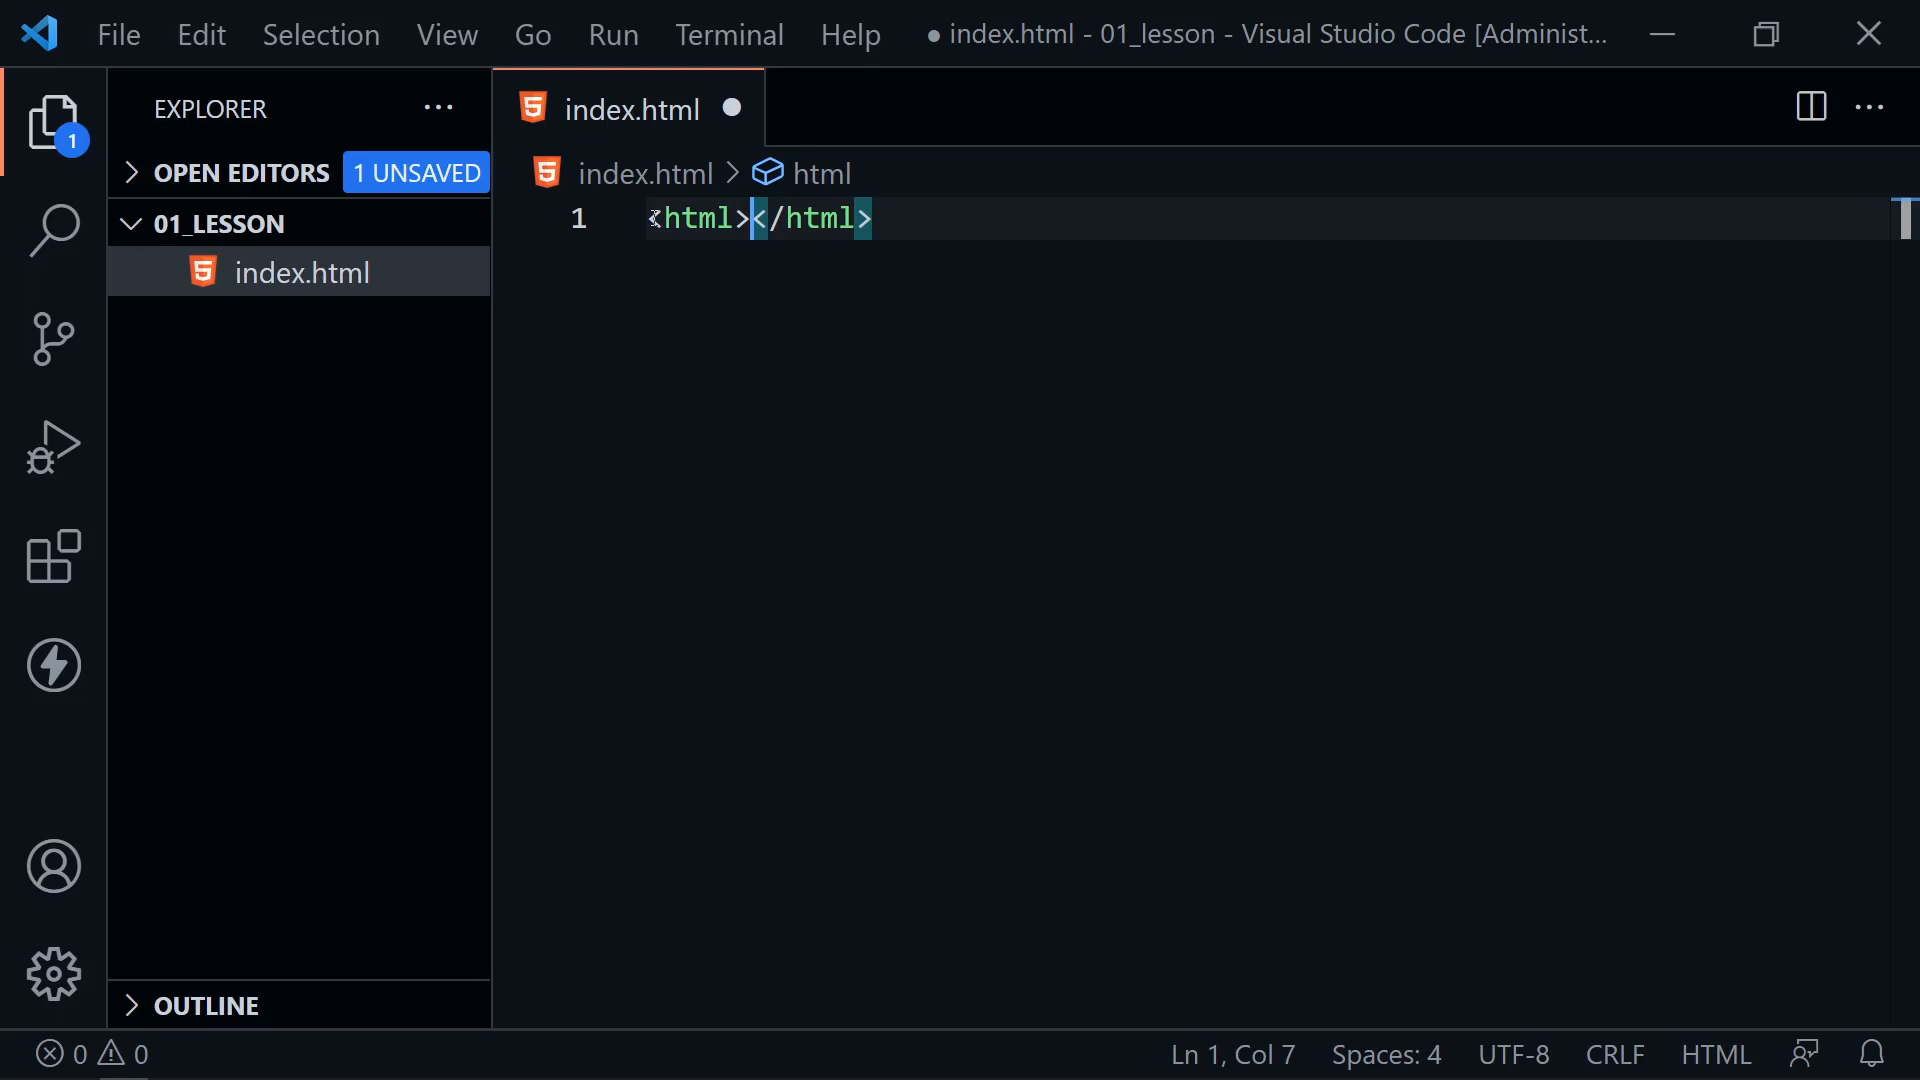 File Edit Selection View Go Run Terminal Help ● index.html - 01_lesson - Visual Studio Code [Administ...
1
EXPLORER
OPEN EDITORS 1 UNSAVED
01_LESSON
index.html
OUTLINE
index.html
index.html > html
1 <html></html>
0 0
Ln 1, Col 7 Spaces: 4 UTF-8 CRLF HTML